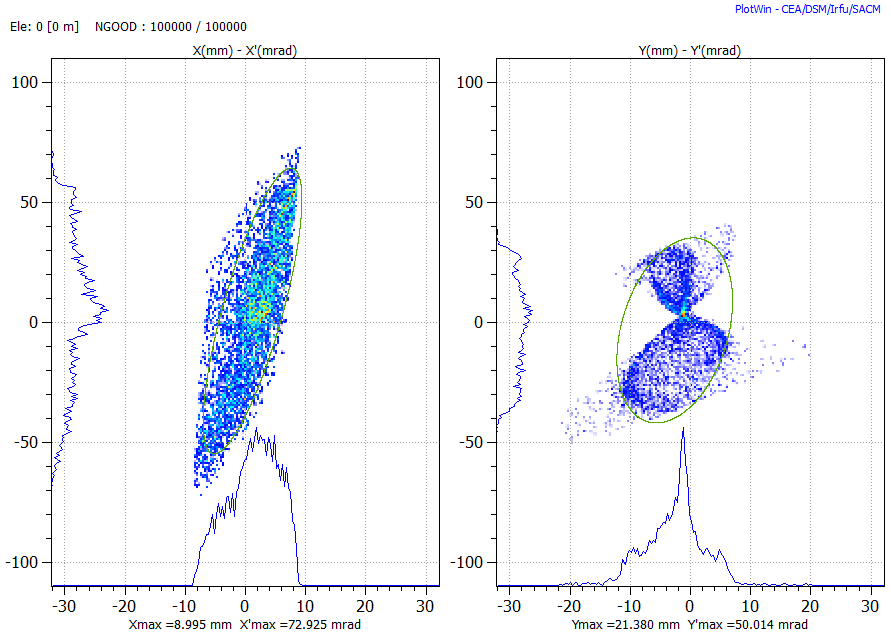 PlotWin - CEA/DSM/Irfu/SACM
Ele: 0 [0 m] NGOOD : 100000 / 100000
X(mm) - X'(mrad)
100
50
0
-50
-100
-30 -20 -10 0 10 20 30
Xmax =8.995 mm X'max =72.925 mrad
Y(mm) - Y'(mrad)
100
50
0
-50
-100
-30 -20 -10 0 10 20 30
Ymax =21.380 mm Y'max =50.014 mrad